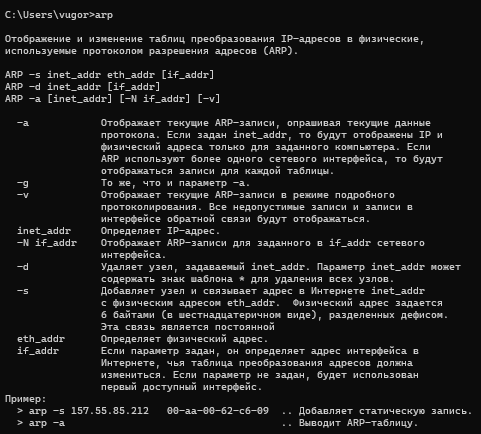 C:\Users\vugor>arp
Отображение и изменение таблиц преобразования IP-адресов в физические,
используемые протоколом разрешения адресов (ARP).
ARP -s inet_addr eth_addr [if_addr]
ARP -d inet_addr [if_addr]
ARP -a [inet_addr] [-N if_addr] [-v]
-a Отображает текущие ARP-записи, опрашивая текущие данные
протокола. Если задан inet_addr, то будут отображены IP и
физический адреса только для заданного компьютера. Если
ARP используют более одного сетевого интерфейса, то будут
отображаться записи для каждой таблицы.
-g То же, что и параметр -a.
-v Отображает текущие ARP-записи в режиме подробного
протоколирования. Все недопустимые записи и записи в
интерфейсе обратной связи будут отображаться.
inet_addr Определяет IP-адрес.
-N if_addr Отображает ARP-записи для заданного в if_addr сетевого
интерфейса.
-d Удаляет узел, задаваемый inet_addr. Параметр inet_addr может
содержать знак шаблона * для удаления всех узлов.
-s Добавляет узел и связывает адрес в Интернете inet_addr
с физическим адресом eth_addr. Физический адрес задается
6 байтами (в шестнадцатеричном виде), разделенных дефисом.
Эта связь является постоянной
eth_addr Определяет физический адрес.
if_addr Если параметр задан, он определяет адрес интерфейса в
Интернете, чья таблица преобразования адресов должна
измениться. Если параметр не задан, будет использован
первый доступный интерфейс.
Пример:
> arp -s 157.55.85.212 00-aa-00-62-c6-09 .. Добавляет статическую запись.
> arp -a .. Выводит ARP-таблицу.